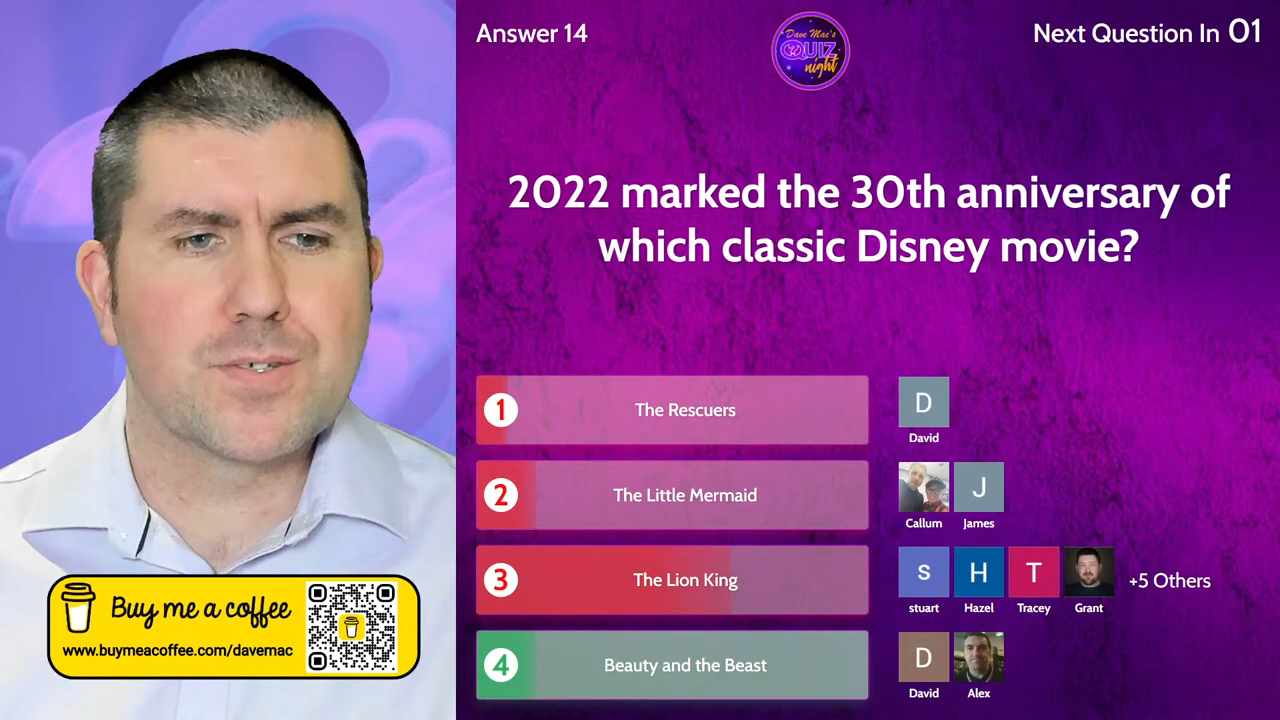 Answer 14
Dave Mac's
QUIZ
night
Next Question In 01
2022 marked the 30th anniversary of
which classic Disney movie?
1 The Rescuers
D
David
2 The Little Mermaid
J
Callum James
3 The Lion King
s H T
+5 Others
stuart Hazel Tracey Grant
4 Beauty and the Beast
D
David Alex
Buy me a coffee
www.buymeacoffee.com/davemac